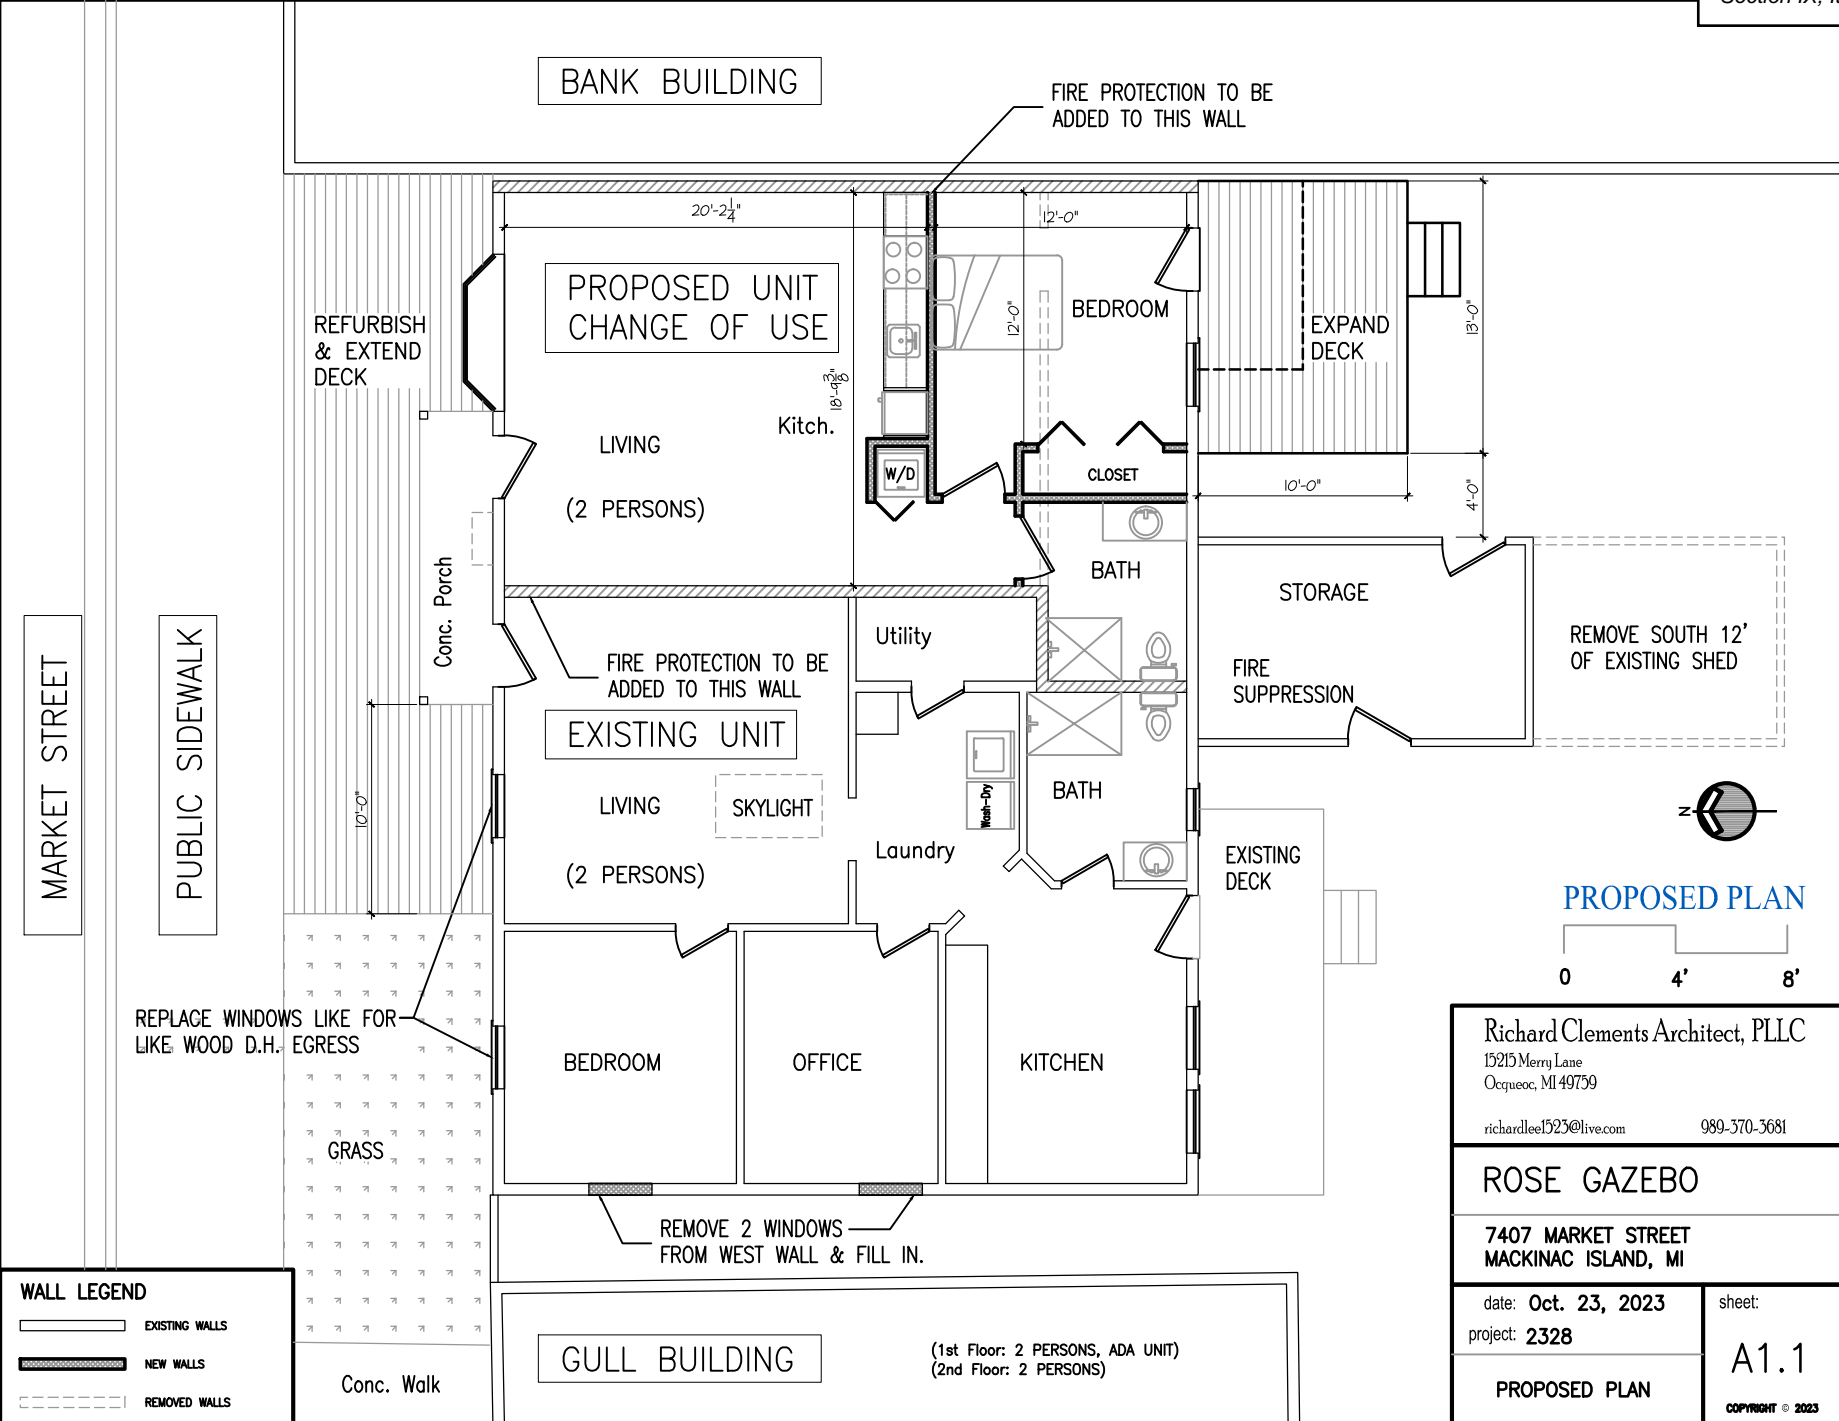 BANK BUILDING
FIRE PROTECTION TO BE
ADDED TO THIS WALL
20'-2¼"
12'-0"
PROPOSED UNIT
CHANGE OF USE
REFURBISH
& EXTEND
DECK
12'-0"
BEDROOM
EXPAND
DECK
13'-0"
18'-9⅜"
Kitch.
LIVING
(2 PERSONS)
W/D
CLOSET
10'-0"
4'-0"
BATH
STORAGE
FIRE
SUPPRESSION
REMOVE SOUTH 12'
OF EXISTING SHED
Conc. Porch
Utility
FIRE PROTECTION TO BE
ADDED TO THIS WALL
MARKET STREET
PUBLIC SIDEWALK
EXISTING UNIT
10'-0"
LIVING
(2 PERSONS)
SKYLIGHT
Wash-Dry
BATH
Laundry
EXISTING
DECK
N
PROPOSED PLAN
0 4' 8'
REPLACE WINDOWS LIKE FOR
LIKE WOOD D.H. EGRESS
BEDROOM
OFFICE
KITCHEN
GRASS
REMOVE 2 WINDOWS
FROM WEST WALL & FILL IN.
WALL LEGEND
EXISTING WALLS
NEW WALLS
REMOVED WALLS
Conc. Walk
GULL BUILDING
(1st Floor: 2 PERSONS, ADA UNIT)
(2nd Floor: 2 PERSONS)
Richard Clements Architect, PLLC
15215 Merry Lane
Ocqueoc, MI 49759
richardlee1523@live.com 989-370-3681
ROSE GAZEBO
7407 MARKET STREET
MACKINAC ISLAND, MI
date: Oct. 23, 2023
project: 2328
PROPOSED PLAN
sheet:
A1.1
COPYRIGHT © 2023